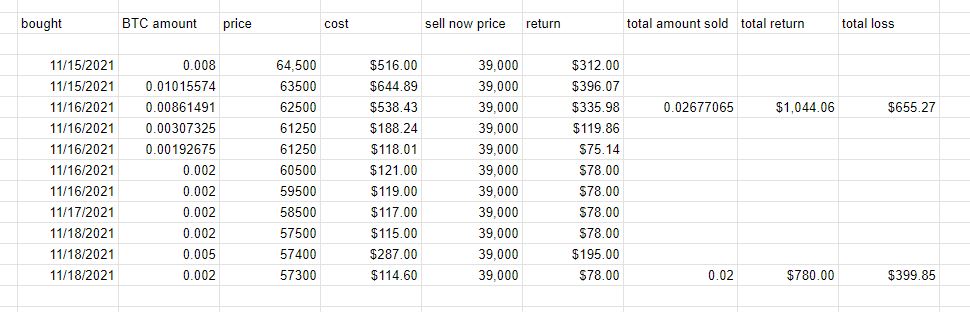 bought BTC amount price cost sell now price return total amount sold total return total loss
11/15/2021 0.008 64,500 $516.00 39,000 $312.00
11/15/2021 0.01015574 63500 $644.89 39,000 $396.07
11/16/2021 0.00861491 62500 $538.43 39,000 $335.98 0.02677065 $1,044.06 $655.27
11/16/2021 0.00307325 61250 $188.24 39,000 $119.86
11/16/2021 0.00192675 61250 $118.01 39,000 $75.14
11/16/2021 0.002 60500 $121.00 39,000 $78.00
11/16/2021 0.002 59500 $119.00 39,000 $78.00
11/17/2021 0.002 58500 $117.00 39,000 $78.00
11/18/2021 0.002 57500 $115.00 39,000 $78.00
11/18/2021 0.005 57400 $287.00 39,000 $195.00
11/18/2021 0.002 57300 $114.60 39,000 $78.00 0.02 $780.00 $399.85